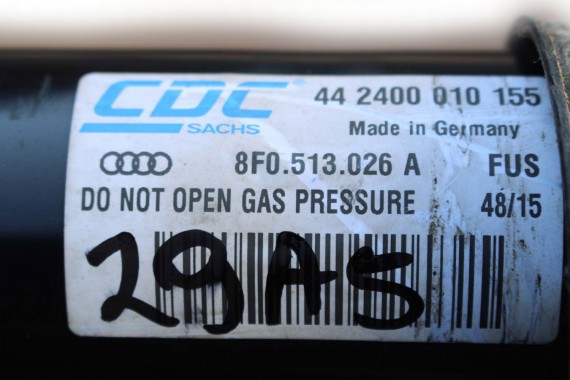 CDC 44 2400 010 155
SACHS Made in Germany
8F0.513.026 A FUS
DO NOT OPEN GAS PRESSURE 48/15
29A5